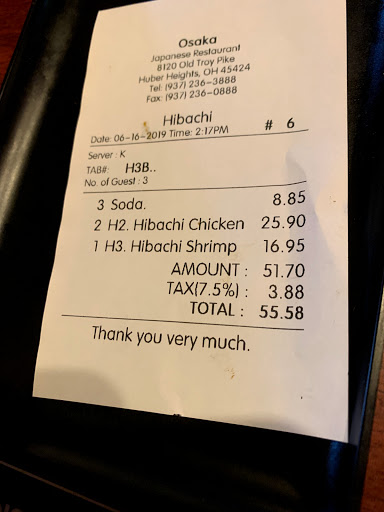 Osaka
Japanese Restaurant
8120 Old Troy Pike
Huber Heights, OH 45424
Tel: (937) 236-3888
Fax: (937) 236-0888
Hibachi # 6
Date: 06-16-2019 Time: 2:17PM
Server : K
TAB#: H3B..
No. of Guest : 3
3 Soda. 8.85
2 H2. Hibachi Chicken 25.90
1 H3. Hibachi Shrimp 16.95
AMOUNT : 51.70
TAX(7.5%) : 3.88
TOTAL : 55.58
Thank you very much.